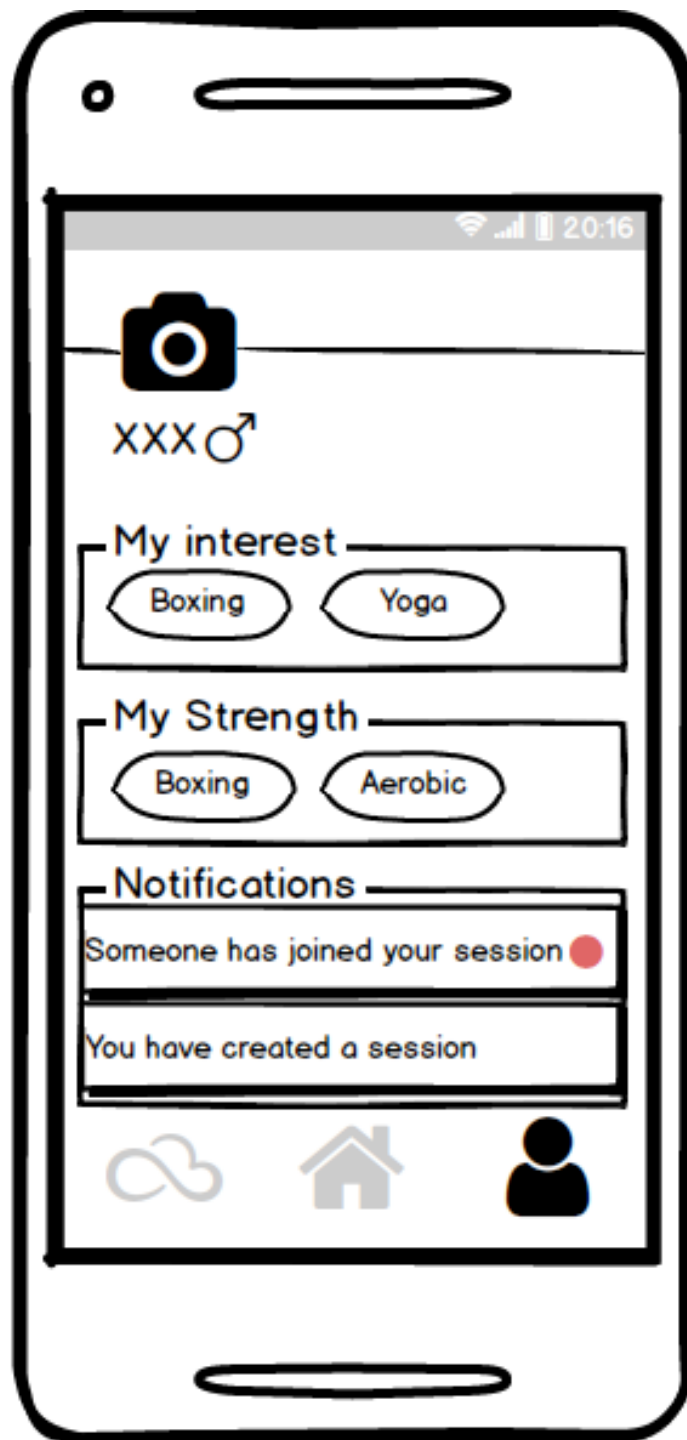 20:16
xxx♂
My interest
Boxing Yoga
My Strength
Boxing Aerobic
Notifications
Someone has joined your session
You have created a session